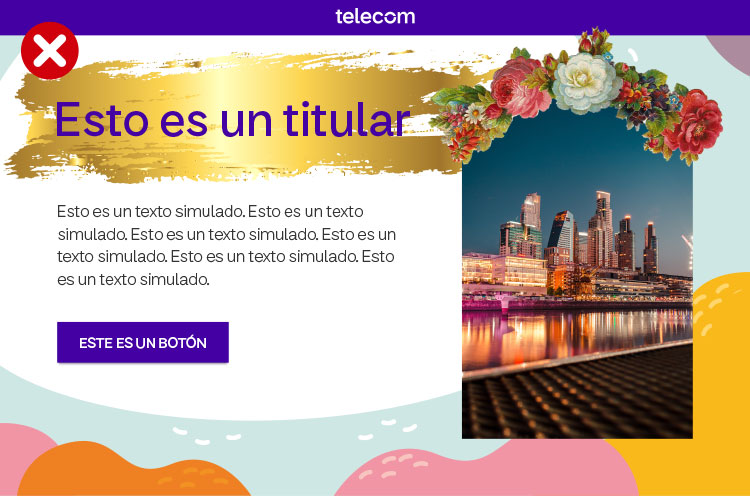 telecom
Esto es un titular
Esto es un texto simulado. Esto es un texto
simulado. Esto es un texto simulado. Esto es un
texto simulado. Esto es un texto simulado. Esto
es un texto simulado.
ESTE ES UN BOTÓN